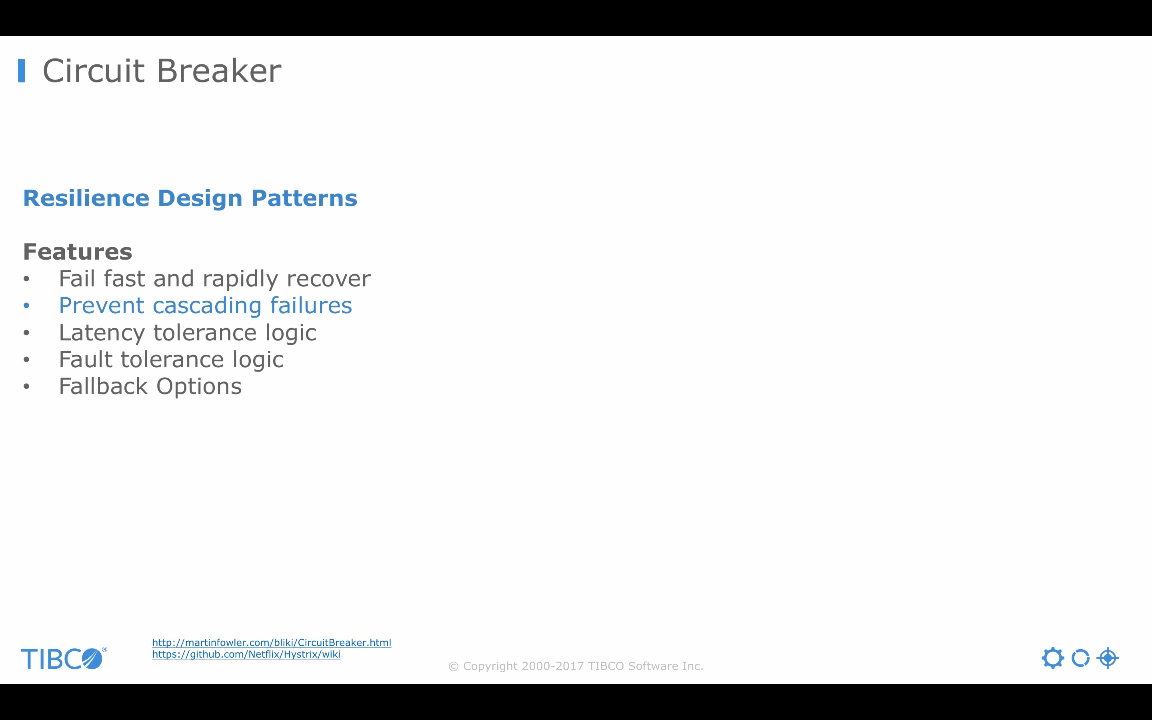 Circuit Breaker
Resilience Design Patterns
Features
• Fail fast and rapidly recover
• Prevent cascading failures
• Latency tolerance logic
• Fault tolerance logic
• Fallback Options
http://martinfowler.com/bliki/CircuitBreaker.html
https://github.com/Netflix/Hystrix/wiki
TIBCO®
© Copyright 2000-2017 TIBCO Software Inc.